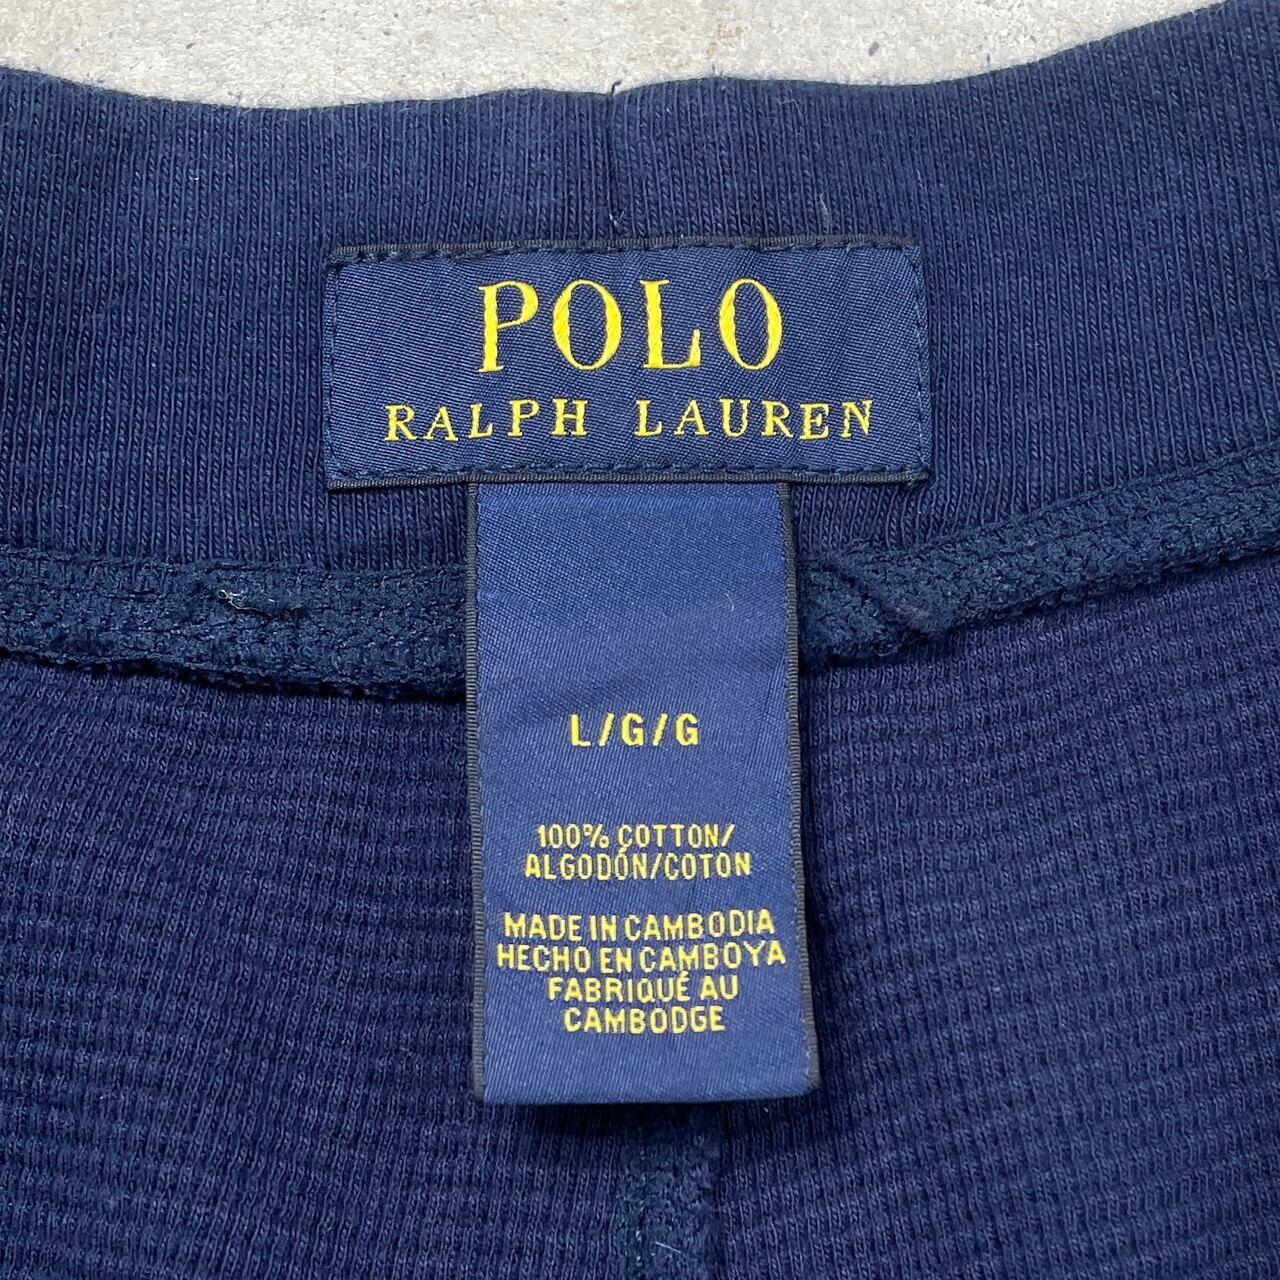 POLO
RALPH LAUREN
L/G/G
100% COTTON/
ALGODÓN/COTON
MADE IN CAMBODIA
HECHO EN CAMBOYA
FABRIQUÉ AU
CAMBODGE